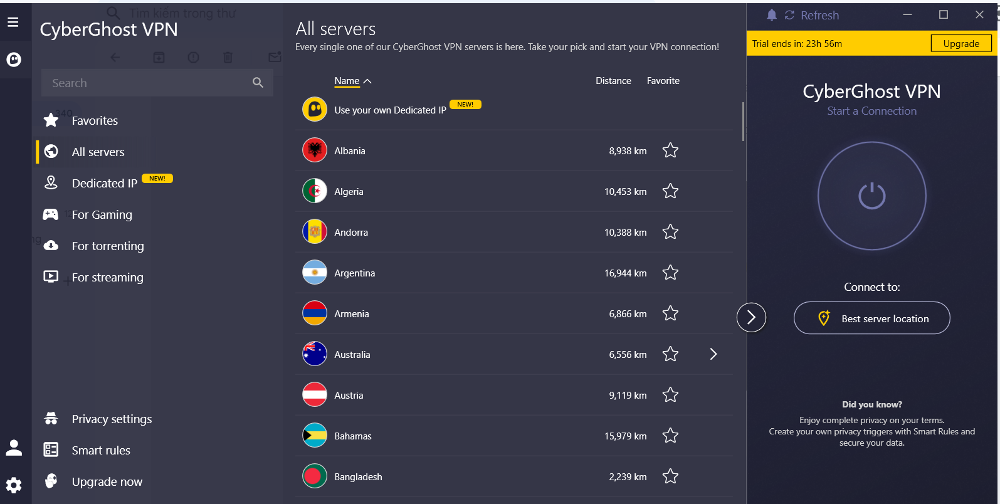 Tìm kiếm trong thư
CyberGhost VPN
Search
340
Favorites
All servers
Dedicated IP NEW!
For Gaming
For torrenting
For streaming
Privacy settings
Smart rules
Upgrade now
All servers
Every single one of our CyberGhost VPN servers is here. Take your pick and start your VPN connection!
Name Distance Favorite
Use your own Dedicated IP NEW!
Albania 8,938 km
Algeria 10,453 km
Andorra 10,388 km
Argentina 16,944 km
Armenia 6,866 km
Australia 6,556 km
Austria 9,119 km
Bahamas 15,979 km
Bangladesh 2,239 km
Refresh
Trial ends in: 23h 56m Upgrade
CyberGhost VPN
Start a Connection
Connect to:
Best server location
Did you know?
Enjoy complete privacy on your terms.
Create your own privacy triggers with Smart Rules and
secure your data.